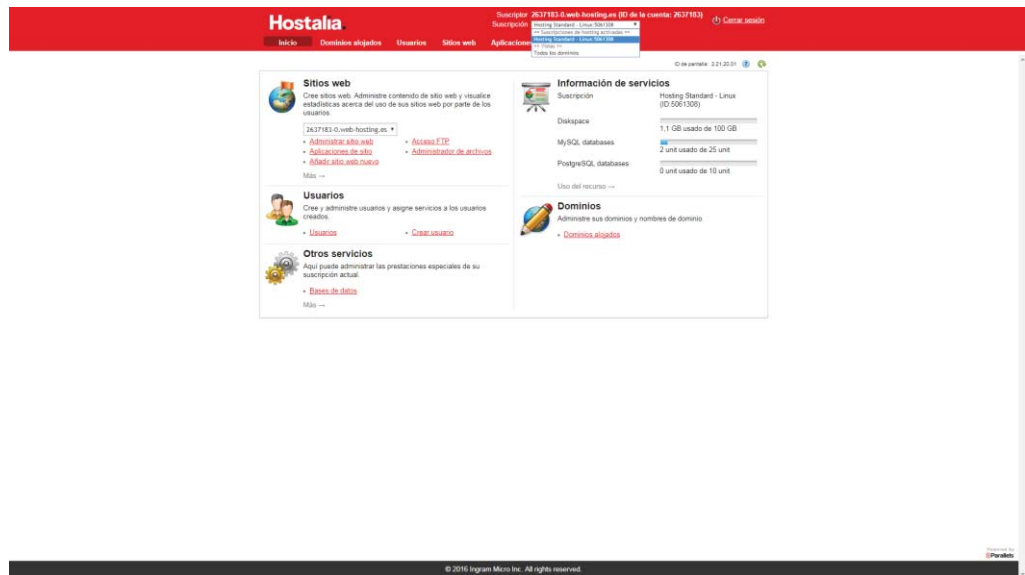 Hostalia.
Suscriptor 2637183-0.web-hosting.es (ID de la cuenta: 2637183)
Suscripción Hosting Standard - Linux 5061308
Cerrar sesión
== Suscripciones de hosting activadas ==
Hosting Standard - Linux 5061308
== Vistas ==
Todos los dominios
Inicio Dominios alojados Usuarios Sitios web Aplicaciones
ID de pantalla: 2.21.20.01
Sitios web
Cree sitios web. Administre contenido de sitio web y visualice
estadísticas acerca del uso de sus sitios web por parte de los
usuarios.
2637183-0.web-hosting.es
Administrar sitio web
Acceso FTP
Aplicaciones de sitio
Administrador de archivos
Añadir sitio web nuevo
Más →
Usuarios
Cree y administre usuarios y asigne servicios a los usuarios
creados.
Usuarios
Crear usuario
Otros servicios
Aquí puede administrar las prestaciones especiales de su
suscripción actual.
Bases de datos
Más →
Información de servicios
Suscripción Hosting Standard - Linux
(ID:5061308)
Diskspace
1,1 GB usado de 100 GB
MySQL databases
2 unit usado de 25 unit
PostgreSQL databases
0 unit usado de 10 unit
Uso del recurso →
Dominios
Administre sus dominios y nombres de dominio.
Dominios alojados
Powered by
Parallels
© 2016 Ingram Micro Inc. All rights reserved.